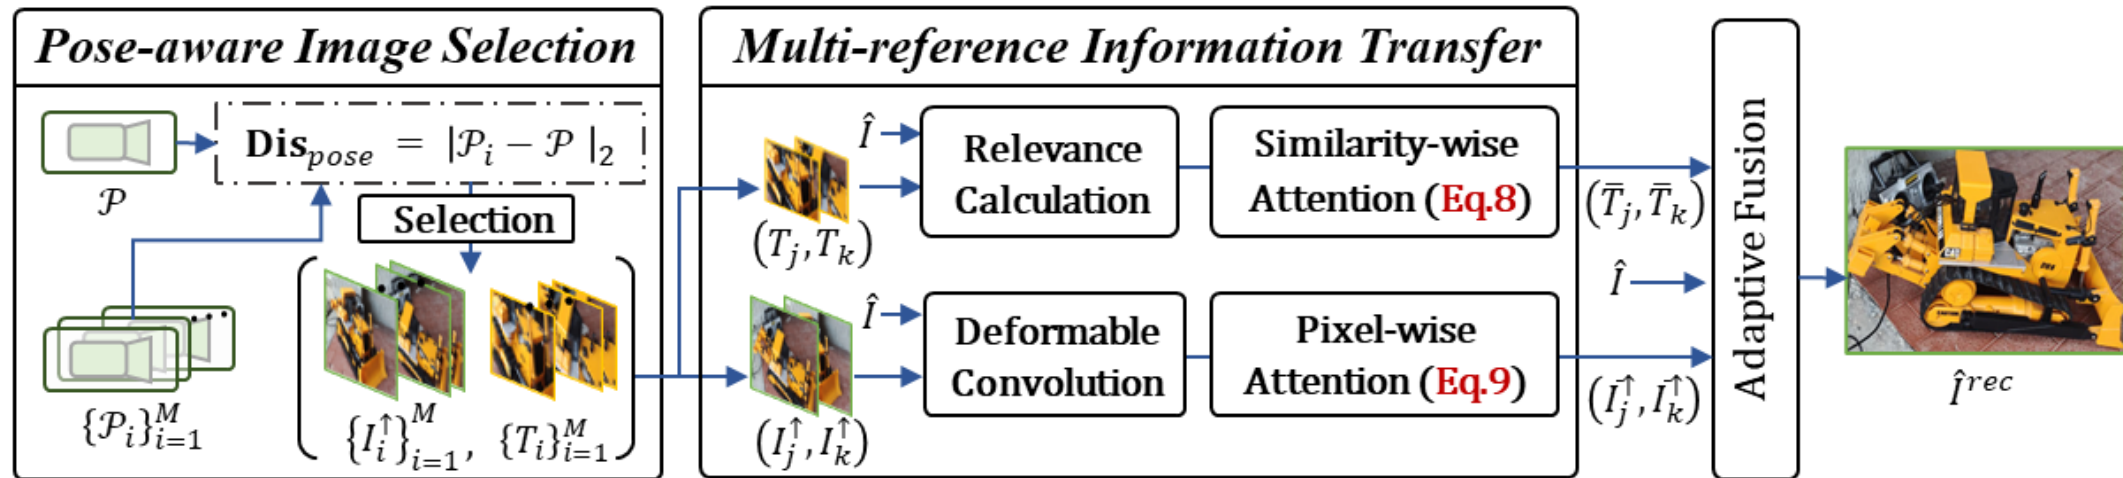 Pose-aware Image Selection
𝒫
Dis_pose = |𝒫_i − 𝒫|_2
Selection
{𝒫_i}_{i=1}^M
({I_i^↑}_{i=1}^M, {T_i}_{i=1}^M)
Multi-reference Information Transfer
(T_j, T_k)
Î
Relevance
Calculation
Similarity-wise
Attention (Eq.8)
(I_j^↑, I_k^↑)
Î
Deformable
Convolution
Pixel-wise
Attention (Eq.9)
(T̄_j, T̄_k)
Î
(Ī_j^↑, Ī_k^↑)
Adaptive Fusion
Î^rec